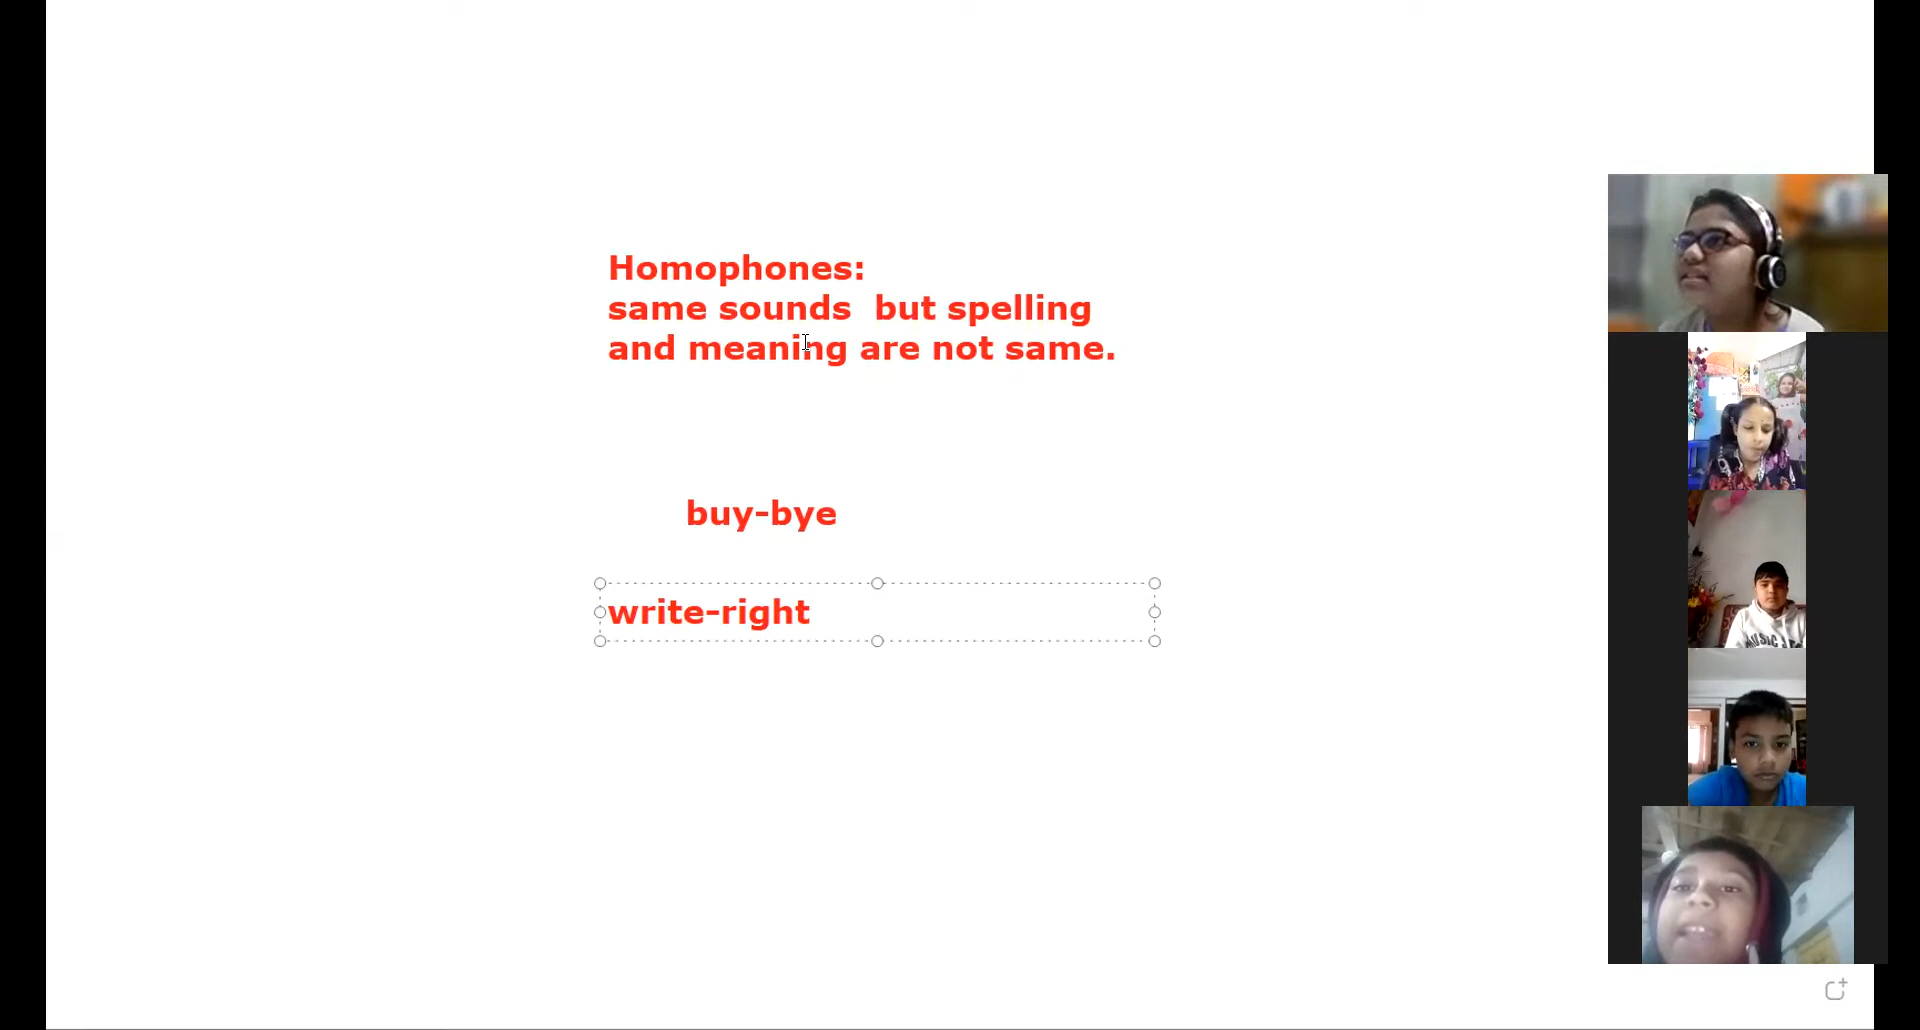 Homophones:
same sounds  but spelling
and meaning are not same.
buy-bye
write-right